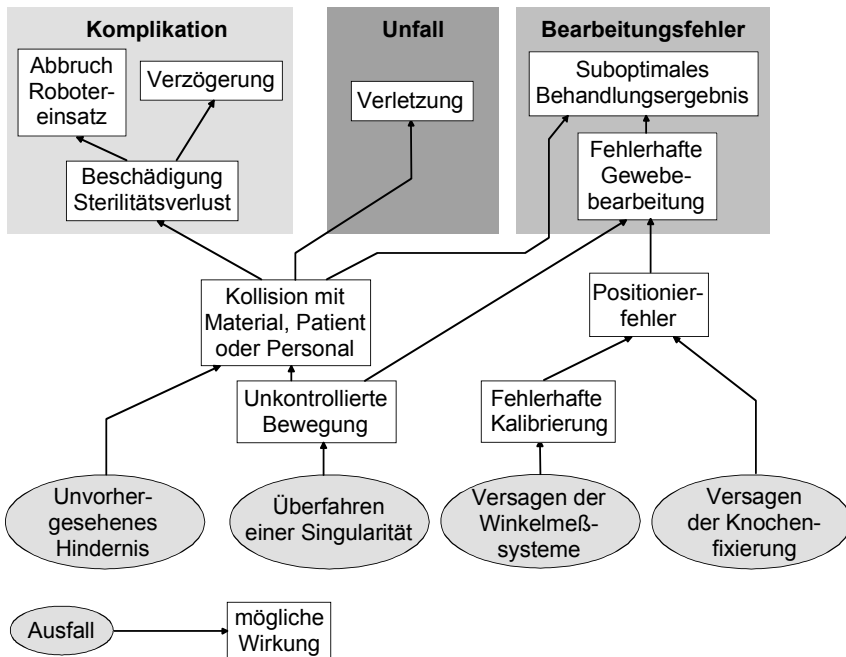 Komplikation
Unfall
Bearbeitungsfehler
Abbruch
Roboter-
einsatz
Verzögerung
Verletzung
Suboptimales
Behandlungsergebnis
Beschädigung
Sterilitätsverlust
Fehlerhafte
Gewebe-
bearbeitung
Kollision mit
Material, Patient
oder Personal
Positionier-
fehler
Unkontrollierte
Bewegung
Fehlerhafte
Kalibrierung
Unvorher-
gesehenes
Hindernis
Überfahren
einer Singularität
Versagen der
Winkelmeß-
systeme
Versagen
der Knochen-
fixierung
Ausfall
mögliche
Wirkung